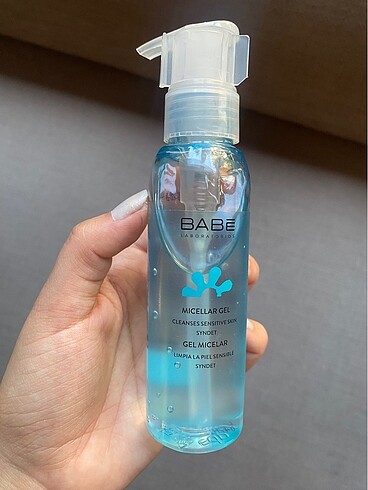 BABÉ
LABORATORIOS
MICELLAR GEL
CLEANSES SENSITIVE SKIN
SYNDET
GEL MICELAR
LIMPIA LA PIEL SENSIBLE
SYNDET